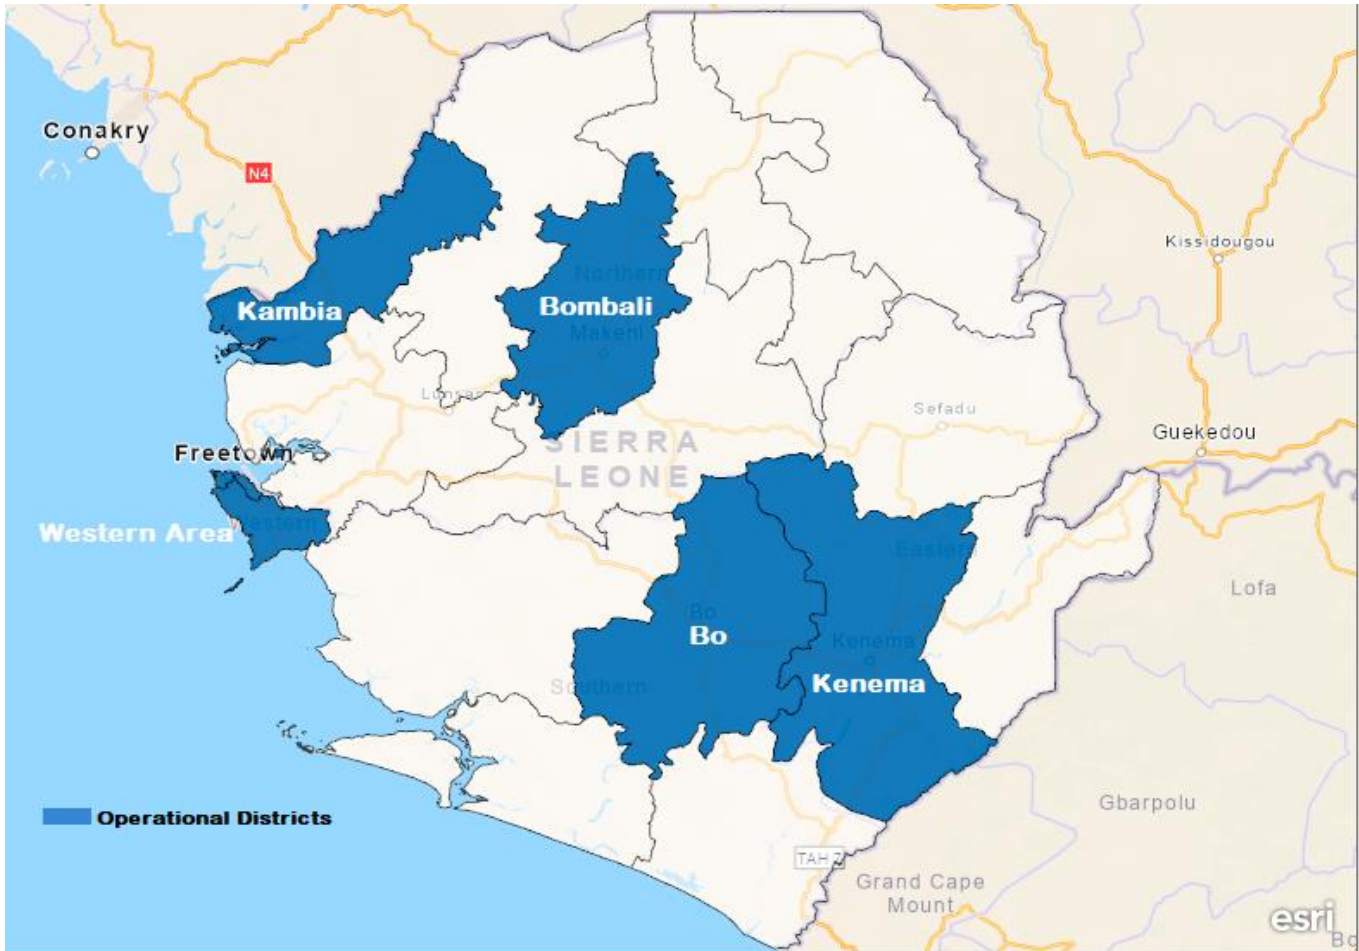 Conakry
N4
Kissidougou
Northern
Kambia
Bombali
Makeni
Lunsar
Sefadu
Guekedou
SIERRA
LEONE
Freetown
Western
Western Area
Eastern
Lofa
Bo
Bo
Kenema
Southern
Kenema
Gbarpolu
Operational Districts
TAH 7
Grand Cape
Mount
esri